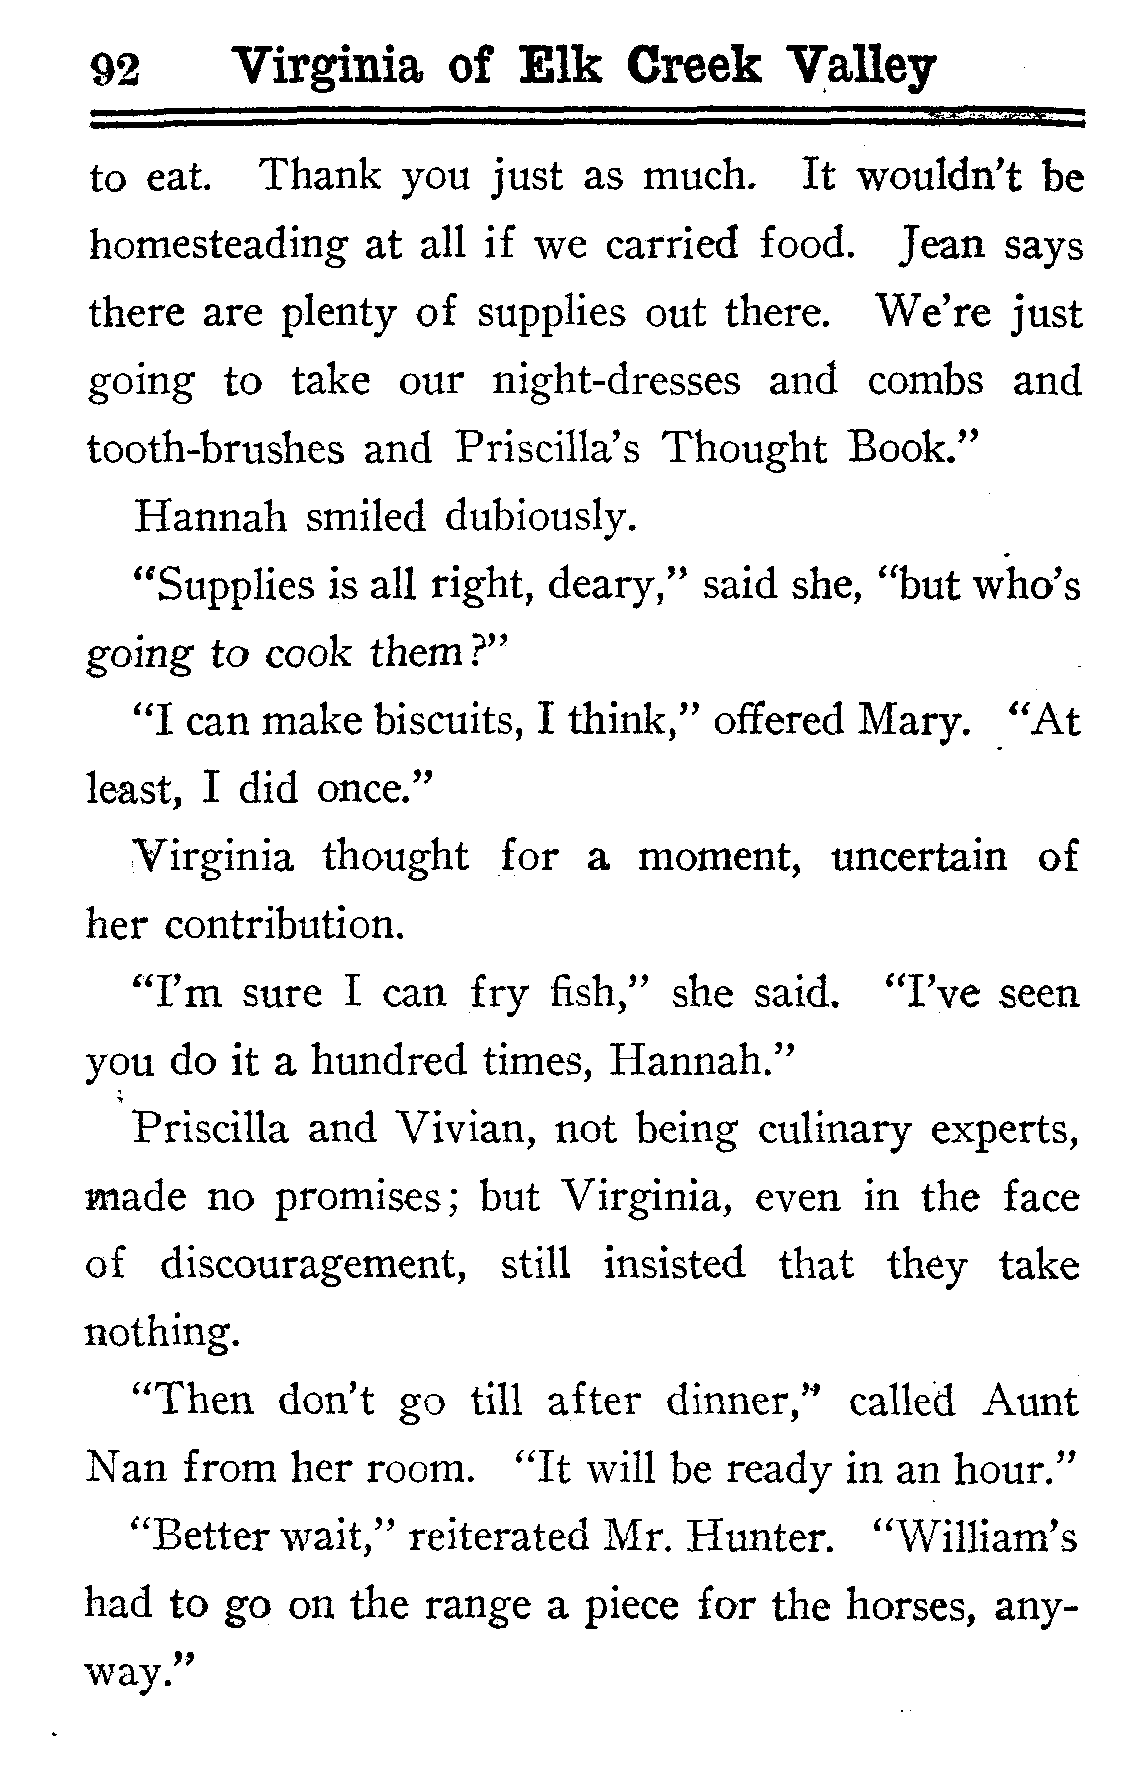 92 Virginia of Elk Creek Valley
to eat. Thank you just as much. It wouldn't be
homesteading at all if we carried food. Jean says
there are plenty of supplies out there. We're just
going to take our night-dresses and combs and
tooth-brushes and Priscilla's Thought Book."
Hannah smiled dubiously.
"Supplies is all right, deary," said she, "but who's
going to cook them?"
"I can make biscuits, I think," offered Mary. "At
least, I did once."
Virginia thought for a moment, uncertain of
her contribution.
"I'm sure I can fry fish," she said. "I've seen
you do it a hundred times, Hannah."
Priscilla and Vivian, not being culinary experts,
made no promises; but Virginia, even in the face
of discouragement, still insisted that they take
nothing.
"Then don't go till after dinner," called Aunt
Nan from her room. "It will be ready in an hour."
"Better wait," reiterated Mr. Hunter. "William's
had to go on the range a piece for the horses, any-
way."